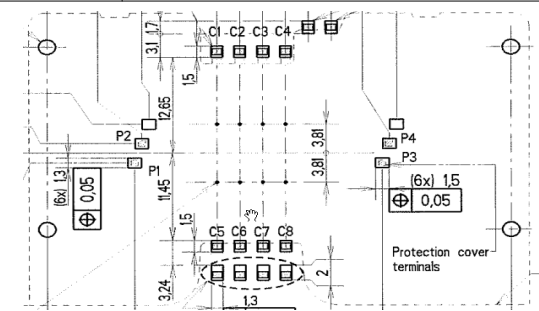 C1 C2 C3 C4
1,7
3,1
1,5
12,65
P2
P4
3,81
3,81
P1
P3
(6x) 1,3
0,05
11,45
(6x) 1,5
0,05
1,5
C5 C6 C7 C8
Protection cover
terminals
2
3,24
1,3